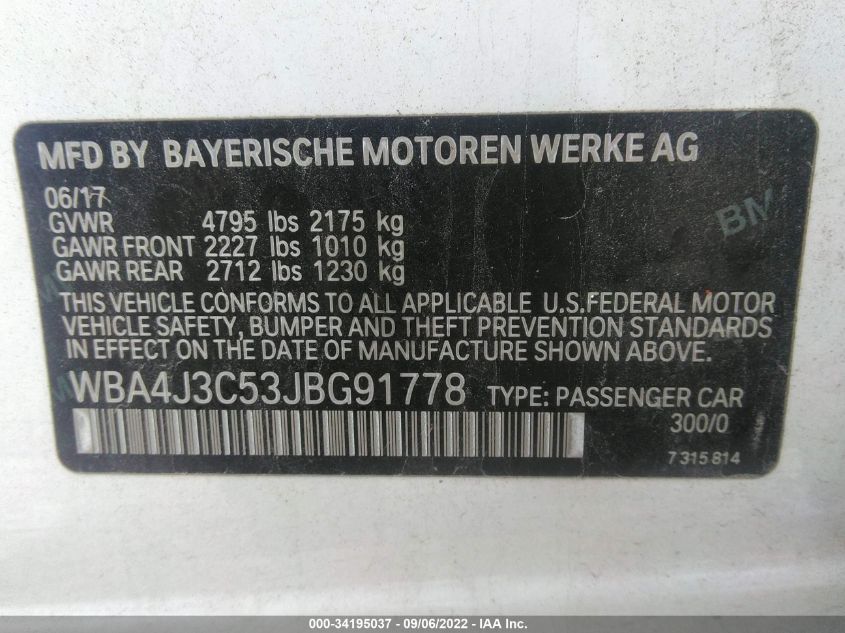 MFD BY BAYERISCHE MOTOREN WERKE AG
06/17
GVWR 4795 lbs 2175 kg
GAWR FRONT 2227 lbs 1010 kg
GAWR REAR 2712 lbs 1230 kg
THIS VEHICLE CONFORMS TO ALL APPLICABLE U.S.FEDERAL MOTOR
VEHICLE SAFETY, BUMPER AND THEFT PREVENTION STANDARDS
IN EFFECT ON THE DATE OF MANUFACTURE SHOWN ABOVE.
WBA4J3C53JBG91778 TYPE: PASSENGER CAR
300/0
7 315 814
000-34195037 - 09/06/2022 - IAA Inc.